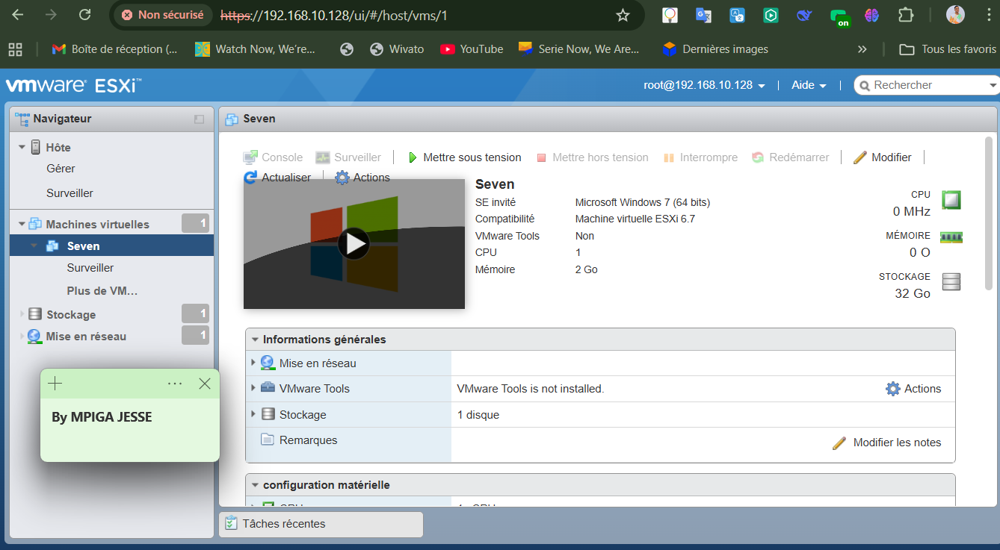 Non sécurisé
https://192.168.10.128/ui/#/host/vms/1
on
Boîte de réception (...
Watch Now, We're...
Wivato
YouTube
Serie Now, We Are...
Dernières images
»
Tous les favoris
vmware® ESXi™
root@192.168.10.128
Aide
Rechercher
Navigateur
Hôte
Gérer
Surveiller
Machines virtuelles
1
Seven
Surveiller
Plus de VM...
Stockage
1
Mise en réseau
1
Seven
Console
Surveiller
Mettre sous tension
Mettre hors tension
Interrompre
Redémarrer
Modifier
Actualiser
Actions
Seven
SE invité Microsoft Windows 7 (64 bits)
Compatibilité Machine virtuelle ESXi 6.7
VMware Tools Non
CPU 1
Mémoire 2 Go
CPU
0 MHz
MÉMOIRE
0 O
STOCKAGE
32 Go
Informations générales
Mise en réseau
VMware Tools VMware Tools is not installed. Actions
Stockage 1 disque
Remarques Modifier les notes
configuration matérielle
Tâches récentes
By MPIGA JESSE